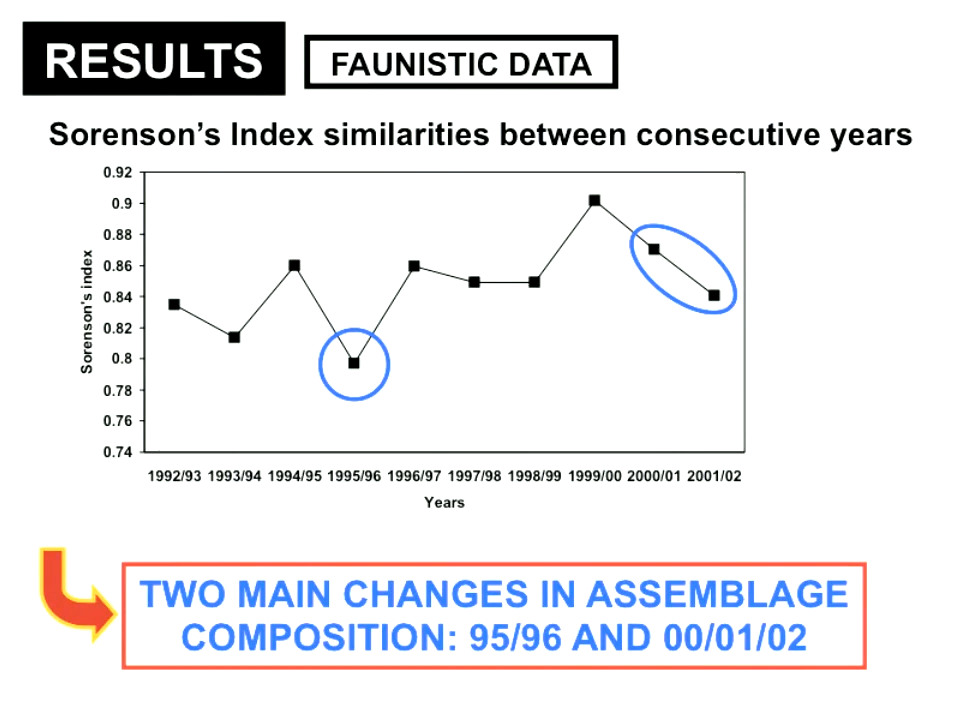 RESULTS
FAUNISTIC DATA
Sorenson's Index similarities between consecutive years
0.92
0.9
0.88
0.86
0.84
0.82
0.8
0.78
0.76
0.74
Sorenson's index
1992/93 1993/94 1994/95 1995/96 1996/97 1997/98 1998/99 1999/00 2000/01 2001/02
Years
TWO MAIN CHANGES IN ASSEMBLAGE
COMPOSITION: 95/96 AND 00/01/02